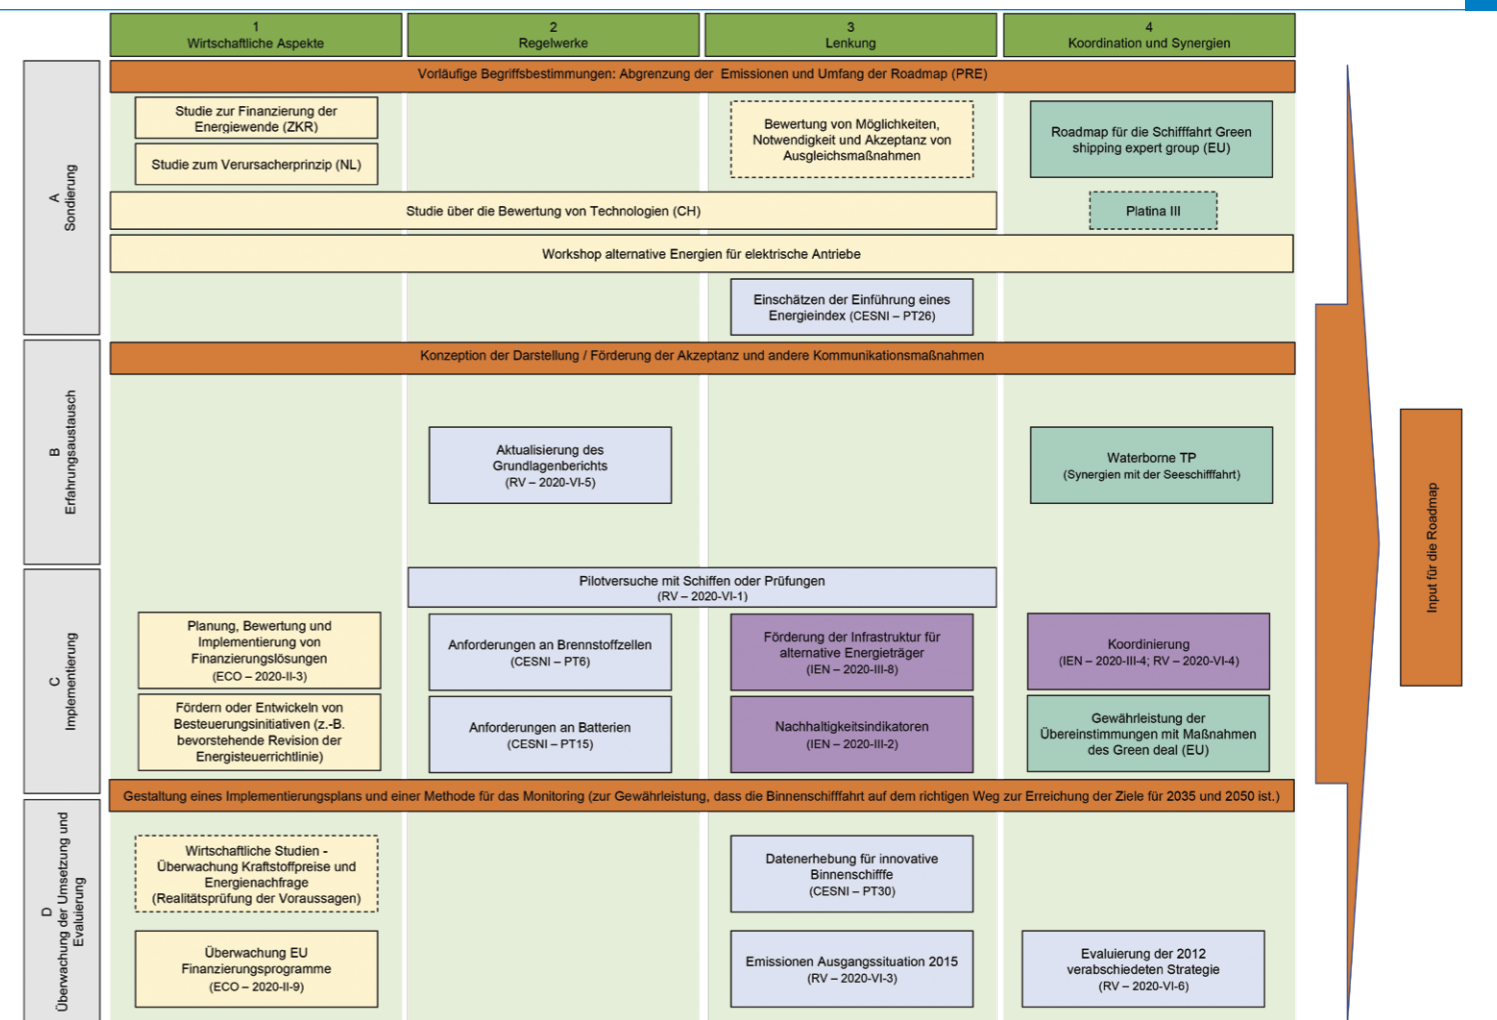 1
Wirtschaftliche Aspekte
2
Regelwerke
3
Lenkung
4
Koordination und Synergien
A
Sondierung
Vorläufige Begriffsbestimmungen: Abgrenzung der Emissionen und Umfang der Roadmap (PRE)
Studie zur Finanzierung der
Energiewende (ZKR)
Studie zum Verursacherprinzip (NL)
Bewertung von Möglichkeiten,
Notwendigkeit und Akzeptanz von
Ausgleichsmaßnahmen
Roadmap für die Schifffahrt Green
shipping expert group (EU)
Studie über die Bewertung von Technologien (CH)
Platina III
Workshop alternative Energien für elektrische Antriebe
Einschätzen der Einführung eines
Energieindex (CESNI – PT26)
B
Erfahrungsaustausch
Konzeption der Darstellung / Förderung der Akzeptanz und andere Kommunikationsmaßnahmen
Aktualisierung des
Grundlagenberichts
(RV – 2020-VI-5)
Waterborne TP
(Synergien mit der Seeschifffahrt)
C
Implementierung
Pilotversuche mit Schiffen oder Prüfungen
(RV – 2020-VI-1)
Planung, Bewertung und
Implementierung von
Finanzierungslösungen
(ECO – 2020-II-3)
Anforderungen an Brennstoffzellen
(CESNI – PT6)
Förderung der Infrastruktur für
alternative Energieträger
(IEN – 2020-III-8)
Koordinierung
(IEN – 2020-III-4; RV – 2020-VI-4)
Fördern oder Entwickeln von
Besteuerungsinitiativen (z.-B.
bevorstehende Revision der
Energisteuerrichtlinie)
Anforderungen an Batterien
(CESNI – PT15)
Nachhaltigkeitsindikatoren
(IEN – 2020-III-2)
Gewährleistung der
Übereinstimmungen mit Maßnahmen
des Green deal (EU)
Gestaltung eines Implementierungsplans und einer Methode für das Monitoring (zur Gewährleistung, dass die Binnenschifffahrt auf dem richtigen Weg zur Erreichung der Ziele für 2035 und 2050 ist.)
D
Überwachung der Umsetzung und
Evaluierung
Wirtschaftliche Studien -
Überwachung Kraftstoffpreise und
Energienachfrage
(Realitätsprüfung der Voraussagen)
Datenerhebung für innovative
Binnenschifffe
(CESNI – PT30)
Überwachung EU
Finanzierungsprogramme
(ECO – 2020-II-9)
Emissionen Ausgangssituation 2015
(RV – 2020-VI-3)
Evaluierung der 2012
verabschiedeten Strategie
(RV – 2020-VI-6)
Input für die Roadmap